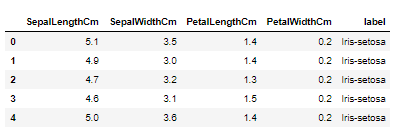 SepalLengthCm SepalWidthCm PetalLengthCm PetalWidthCm label
0 5.1 3.5 1.4 0.2 Iris-setosa
1 4.9 3.0 1.4 0.2 Iris-setosa
2 4.7 3.2 1.3 0.2 Iris-setosa
3 4.6 3.1 1.5 0.2 Iris-setosa
4 5.0 3.6 1.4 0.2 Iris-setosa